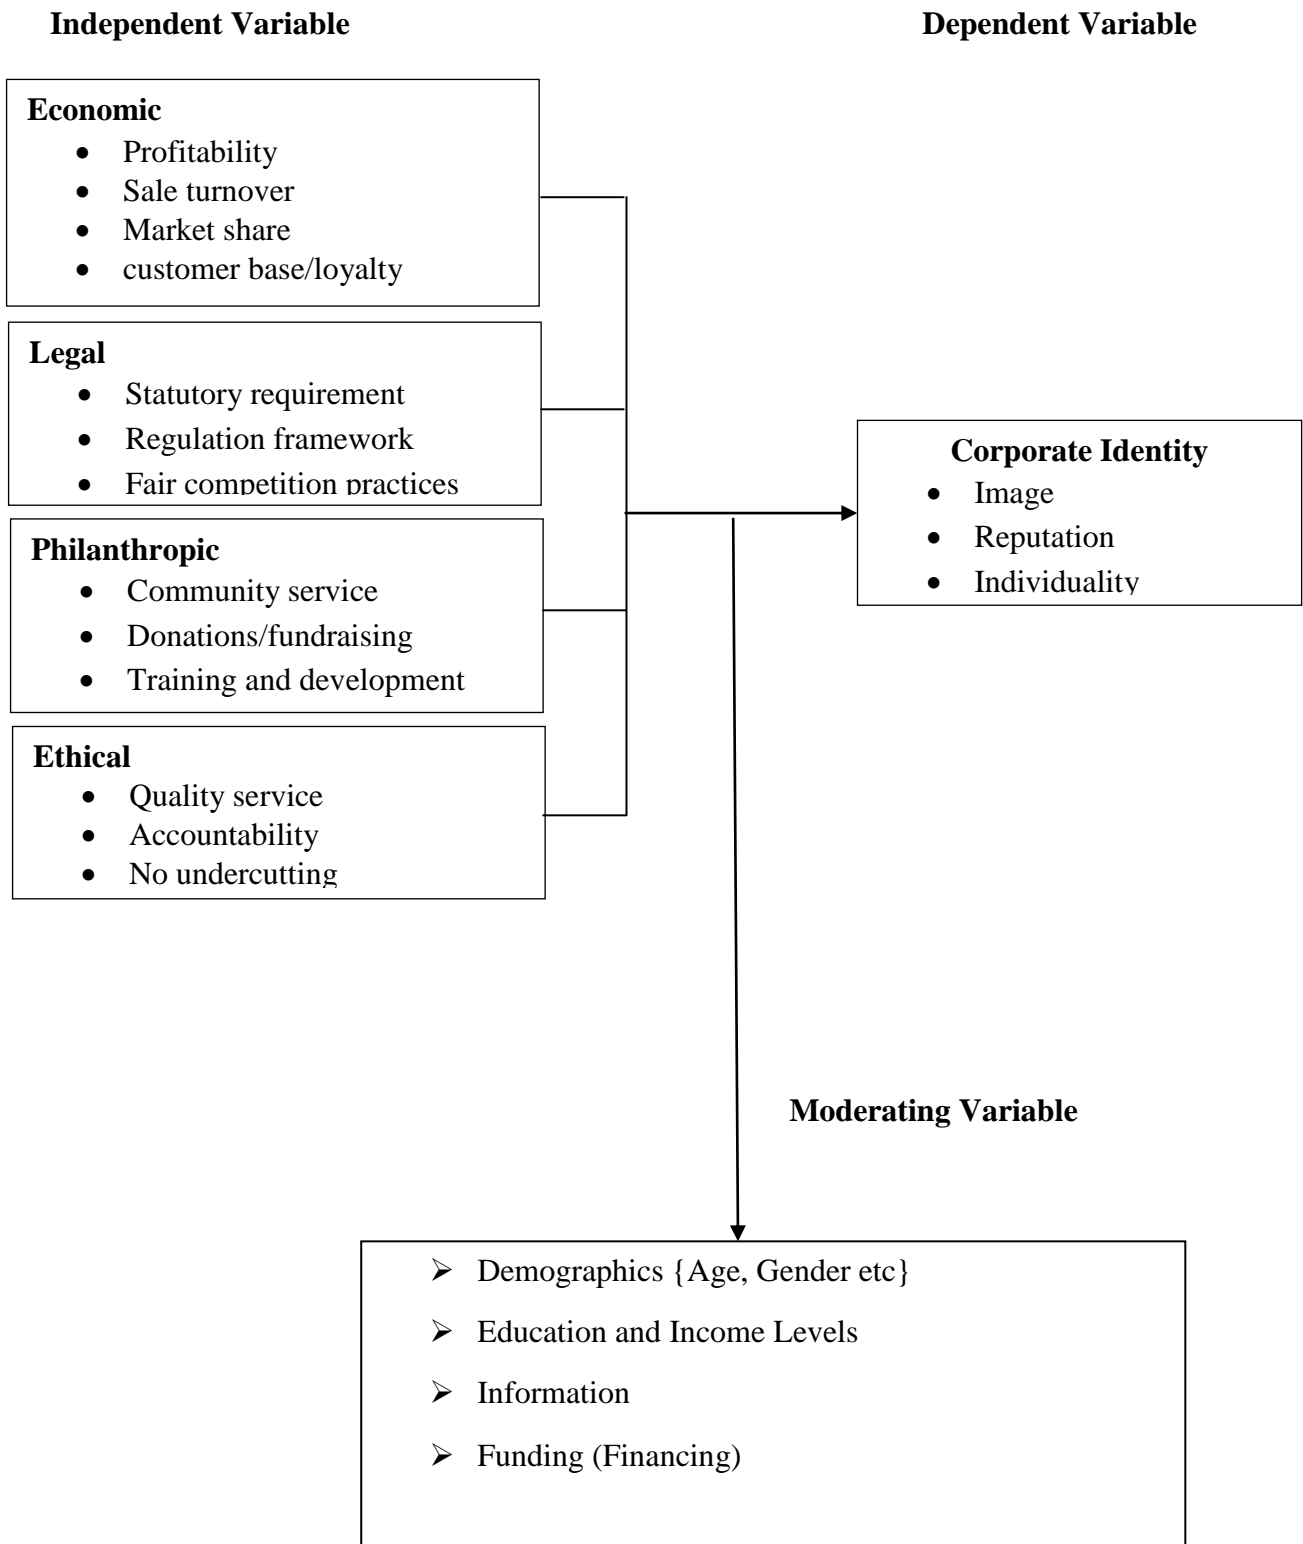 Independent Variable
Dependent Variable
Economic
• Profitability
• Sale turnover
• Market share
• customer base/loyalty
Legal
• Statutory requirement
• Regulation framework
• Fair competition practices
Philanthropic
• Community service
• Donations/fundraising
• Training and development
Ethical
• Quality service
• Accountability
• No undercutting
Corporate Identity
• Image
• Reputation
• Individuality
Moderating Variable
➢ Demographics {Age, Gender etc}
➢ Education and Income Levels
➢ Information
➢ Funding (Financing)